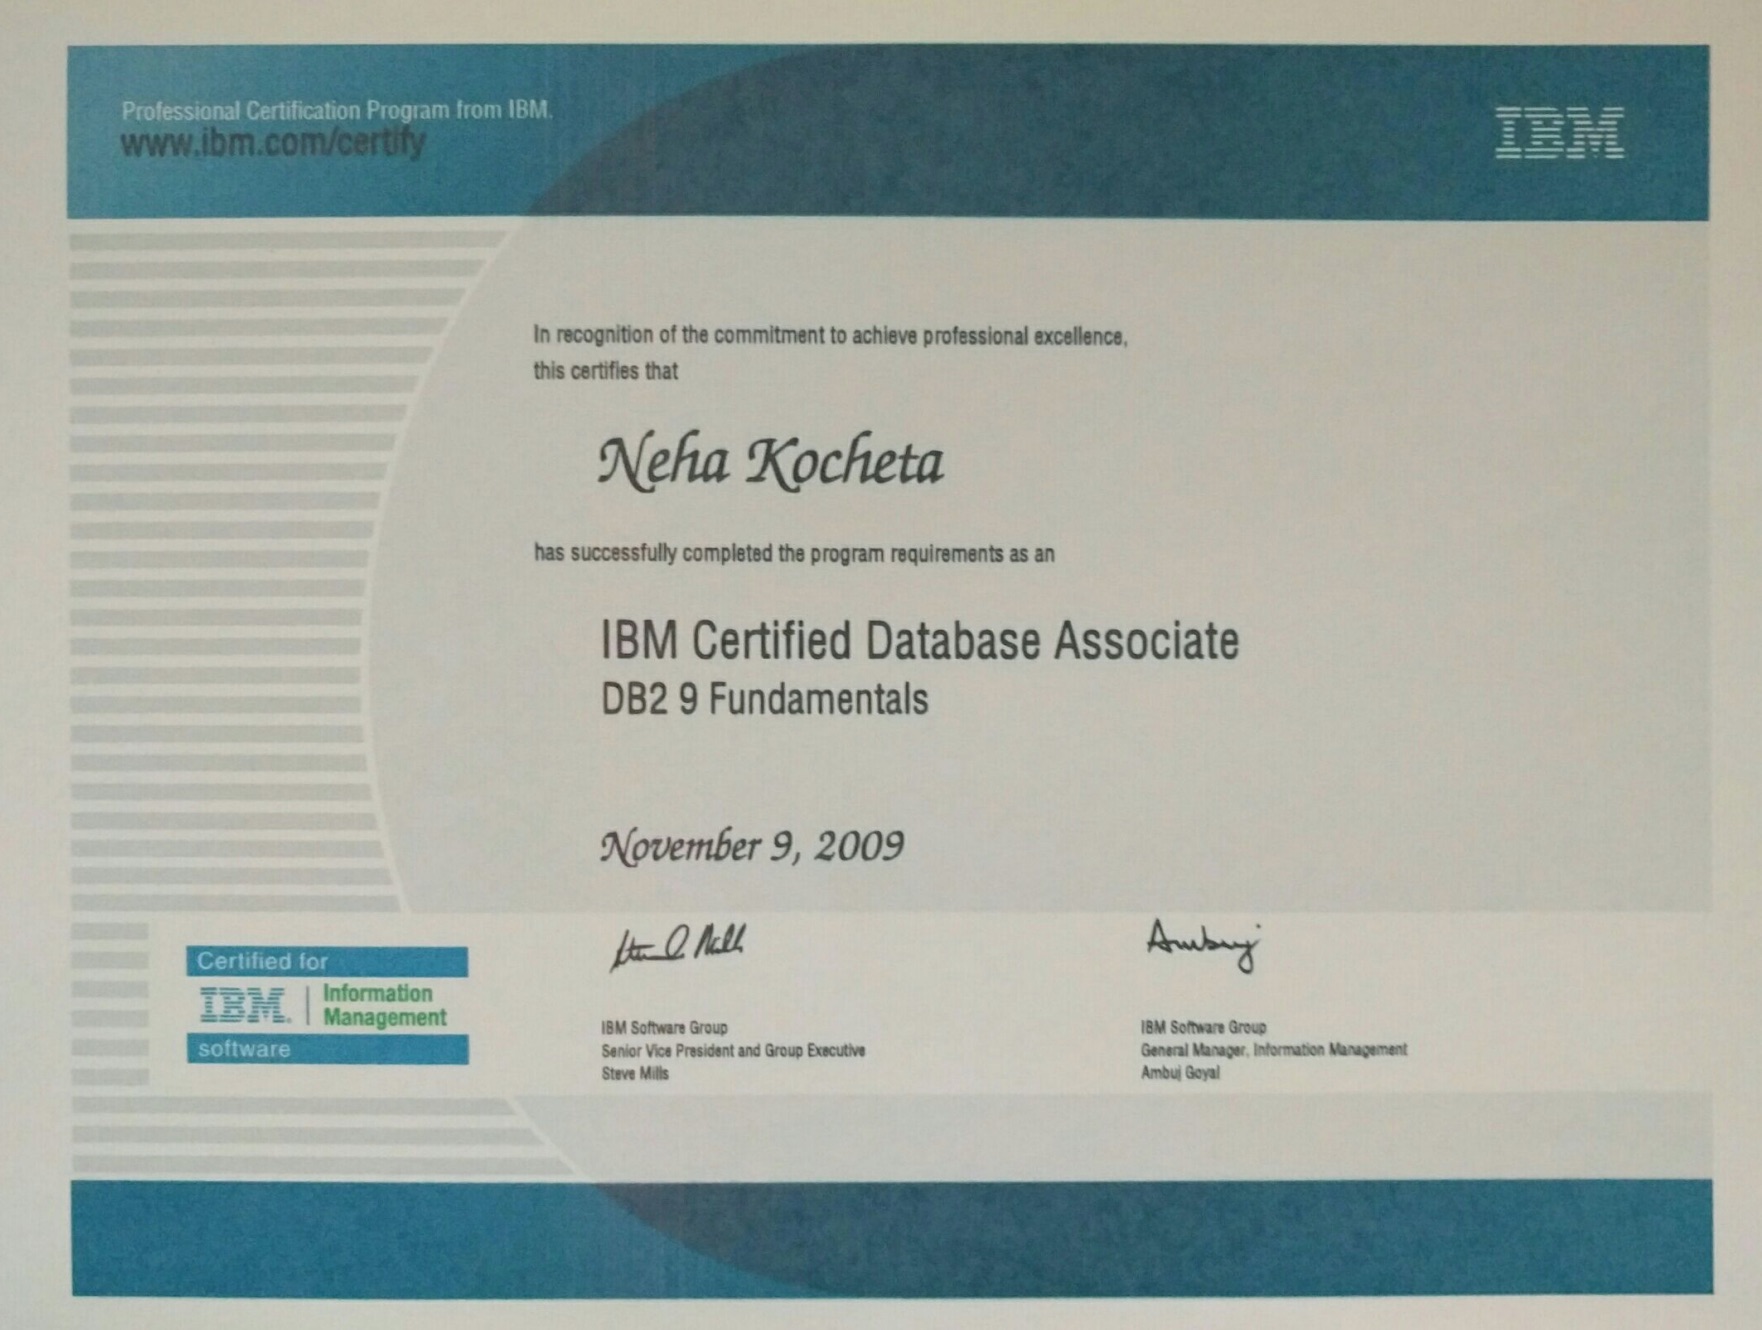 Professional Certification Program from IBM.
www.ibm.com/certify
IBM
In recognition of the commitment to achieve professional excellence,
this certifies that
Neha Kocheta
has successfully completed the program requirements as an
IBM Certified Database Associate
DB2 9 Fundamentals
November 9, 2009
Certified for
IBM. Information
Management
software
IBM Software Group
Senior Vice President and Group Executive
Steve Mills
Ambuj
IBM Software Group
General Manager, Information Management
Ambuj Goyal